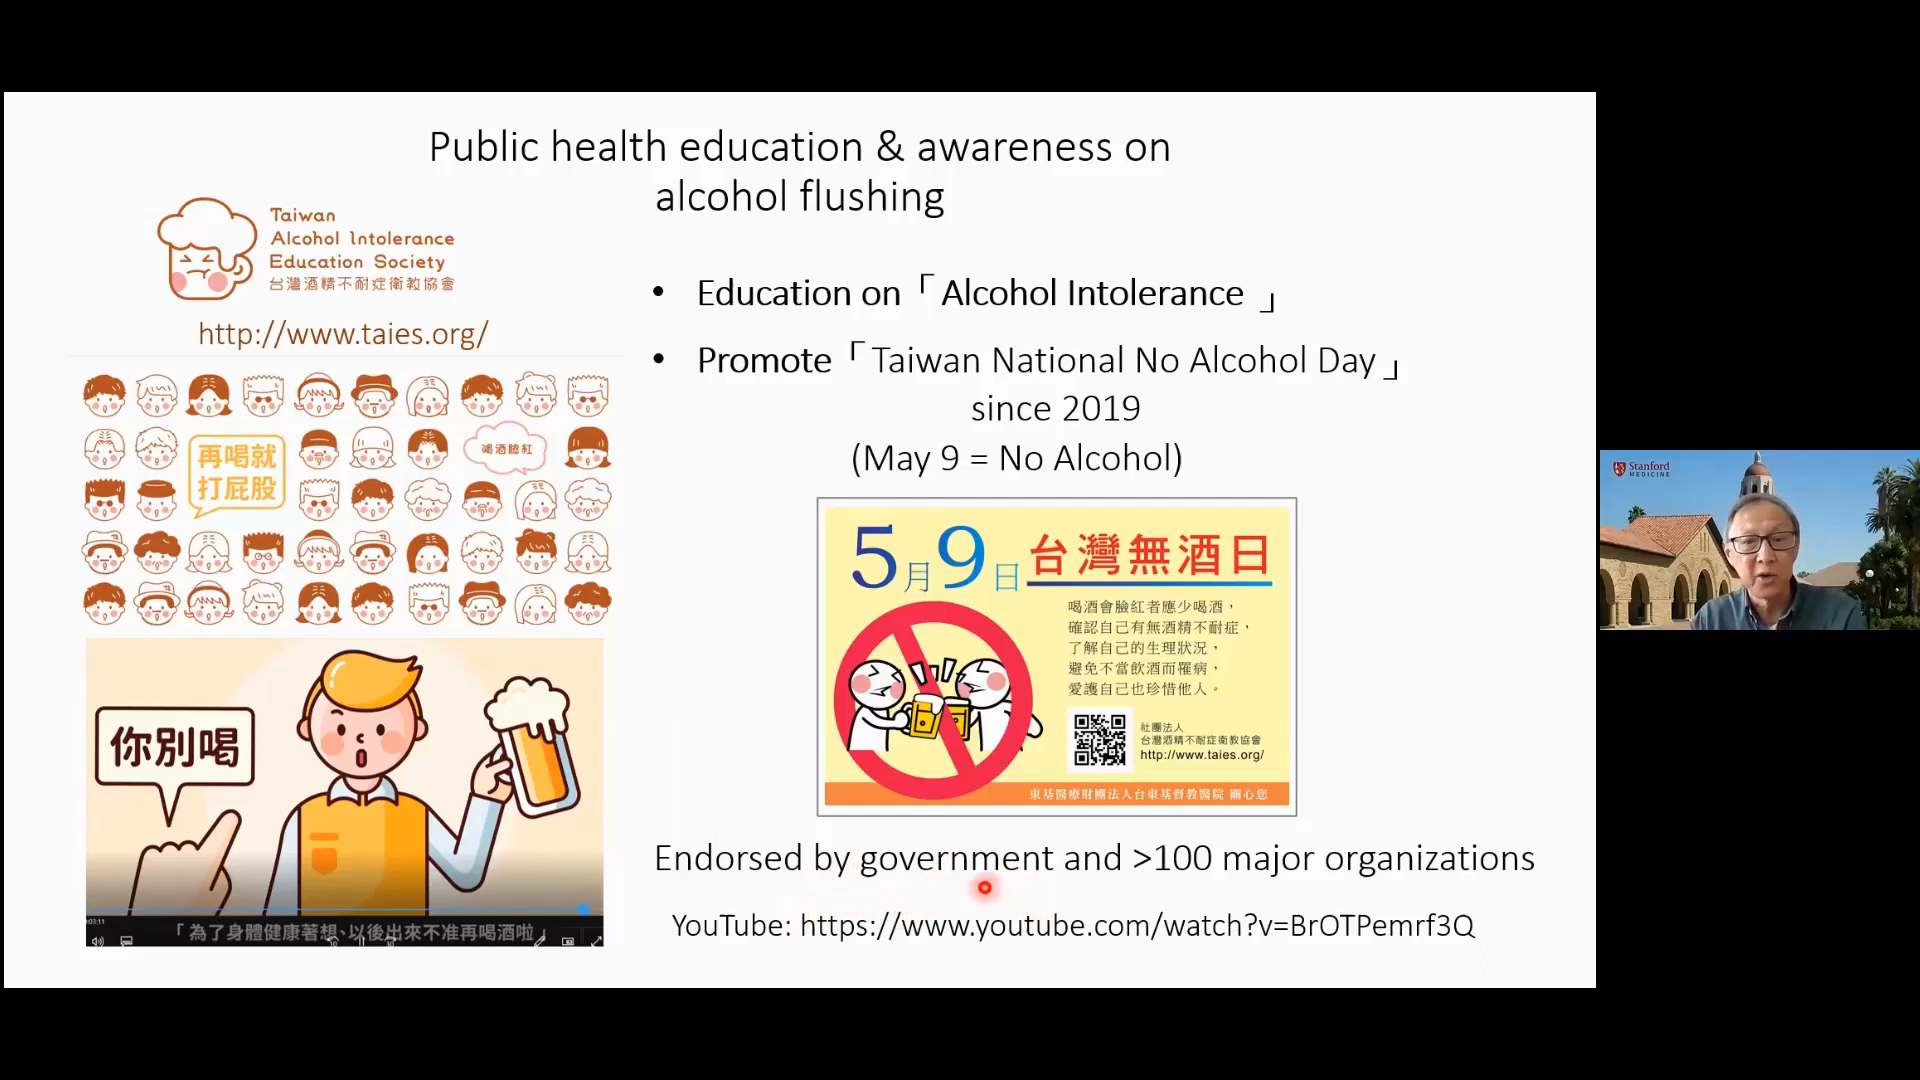 Public health education & awareness on
alcohol flushing
Taiwan
Alcohol Intolerance
Education Society
台灣酒精不耐症衛教協會
http://www.taies.org/
• Education on「Alcohol Intolerance」
• Promote「Taiwan National No Alcohol Day」
since 2019
(May 9 = No Alcohol)
再喝就
打屁股
喝酒臉紅
你別喝
「為了身體健康著想、以後出來不准再喝酒啦」
5月9日 台灣無酒日
喝酒會臉紅者應少喝酒，
確認自己有無酒精不耐症，
了解自己的生理狀況，
避免不當飲酒而罹病，
愛護自己也珍惜他人。
社團法人
台灣酒精不耐症衛教協會
http://www.taies.org/
東基醫療財團法人台東基督教醫院 關心您
Endorsed by government and >100 major organizations
YouTube: https://www.youtube.com/watch?v=BrOTPemrf3Q
Stanford
MEDICINE